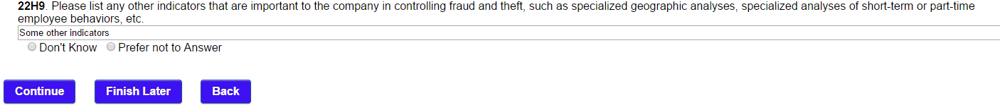 22H9. Please list any other indicators that are important to the company in controlling fraud and theft, such as specialized geographic analyses, specialized analyses of short-term or part-time
employee behaviors, etc.
Some other indicators
Don't Know Prefer not to Answer
Continue Finish Later Back